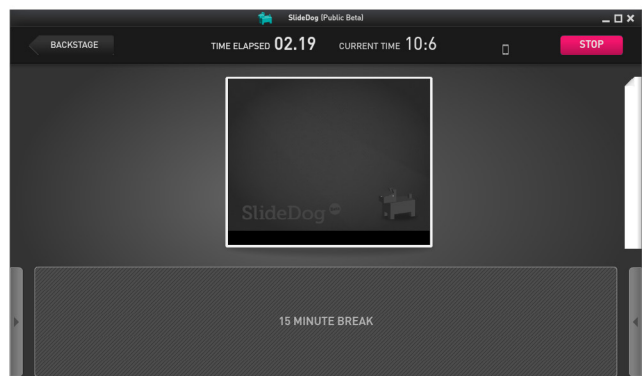 SlideDog (Public Beta)
BACKSTAGE
TIME ELAPSED 02.19
CURRENT TIME 10:6
STOP
SlideDog
15 MINUTE BREAK